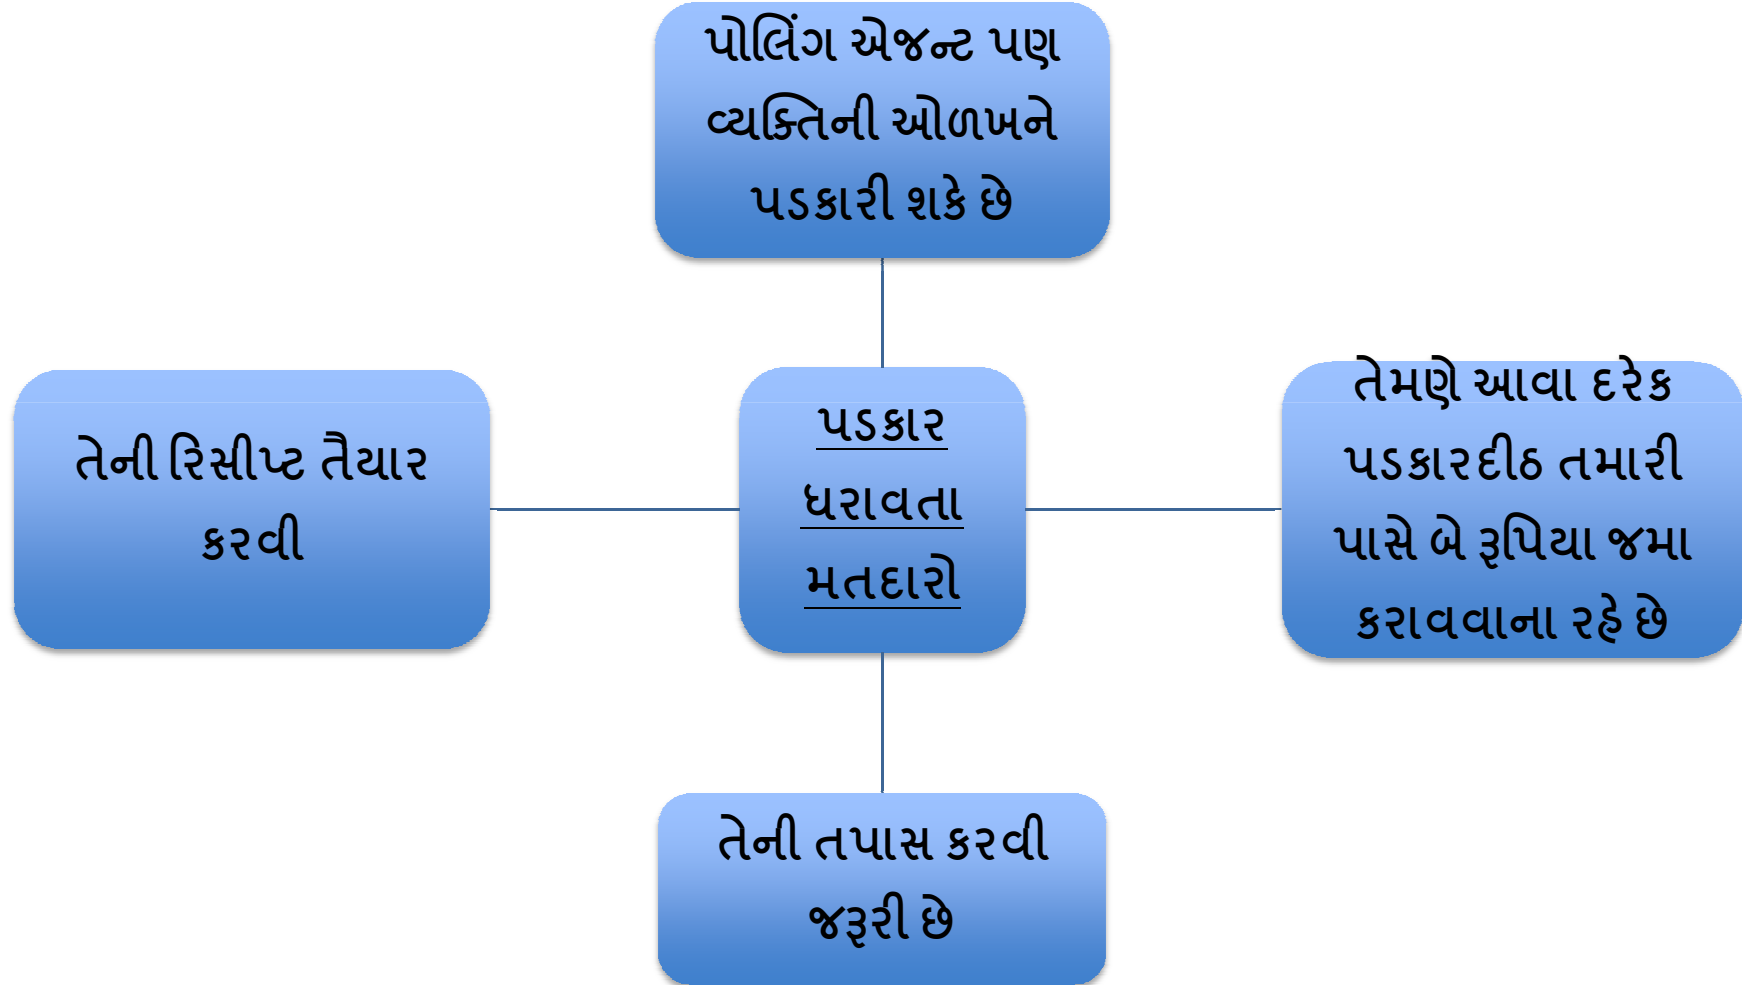 પોલિંગ એજન્ટ પણ
વ્યક્તિની ઓળખને
પડકારી શકે છે
તેની રિસીપ્ટ તૈયાર
કરવી
પડકાર
ધરાવતા
મતદારો
તેમણે આવા દરેક
પડકારદીઠ તમારી
પાસે બે રૂપિયા જમા
કરાવવાના રહે છે
તેની તપાસ કરવી
જરૂરી છે